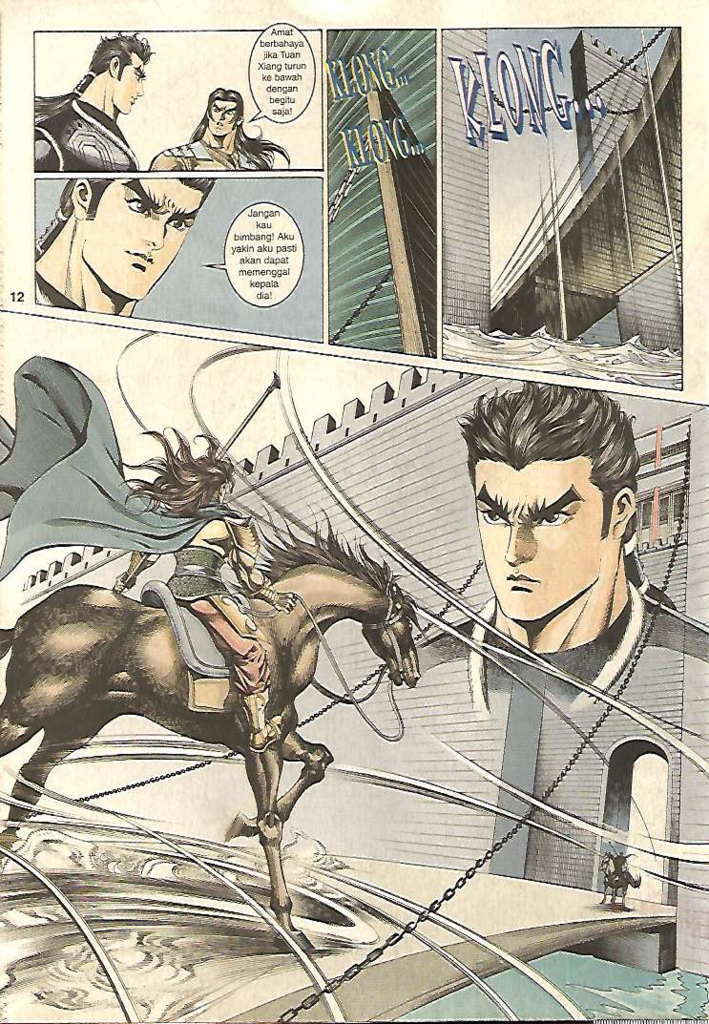 Amat
berbahaya
jika Tuan
Xiang turun
ke bawah
dengan
begitu
saja!
KLONG...
KLONG...
KLONG...
Jangan
kau
bimbang! Aku
yakin aku pasti
akan dapat
memenggal
kepala
dia!
12